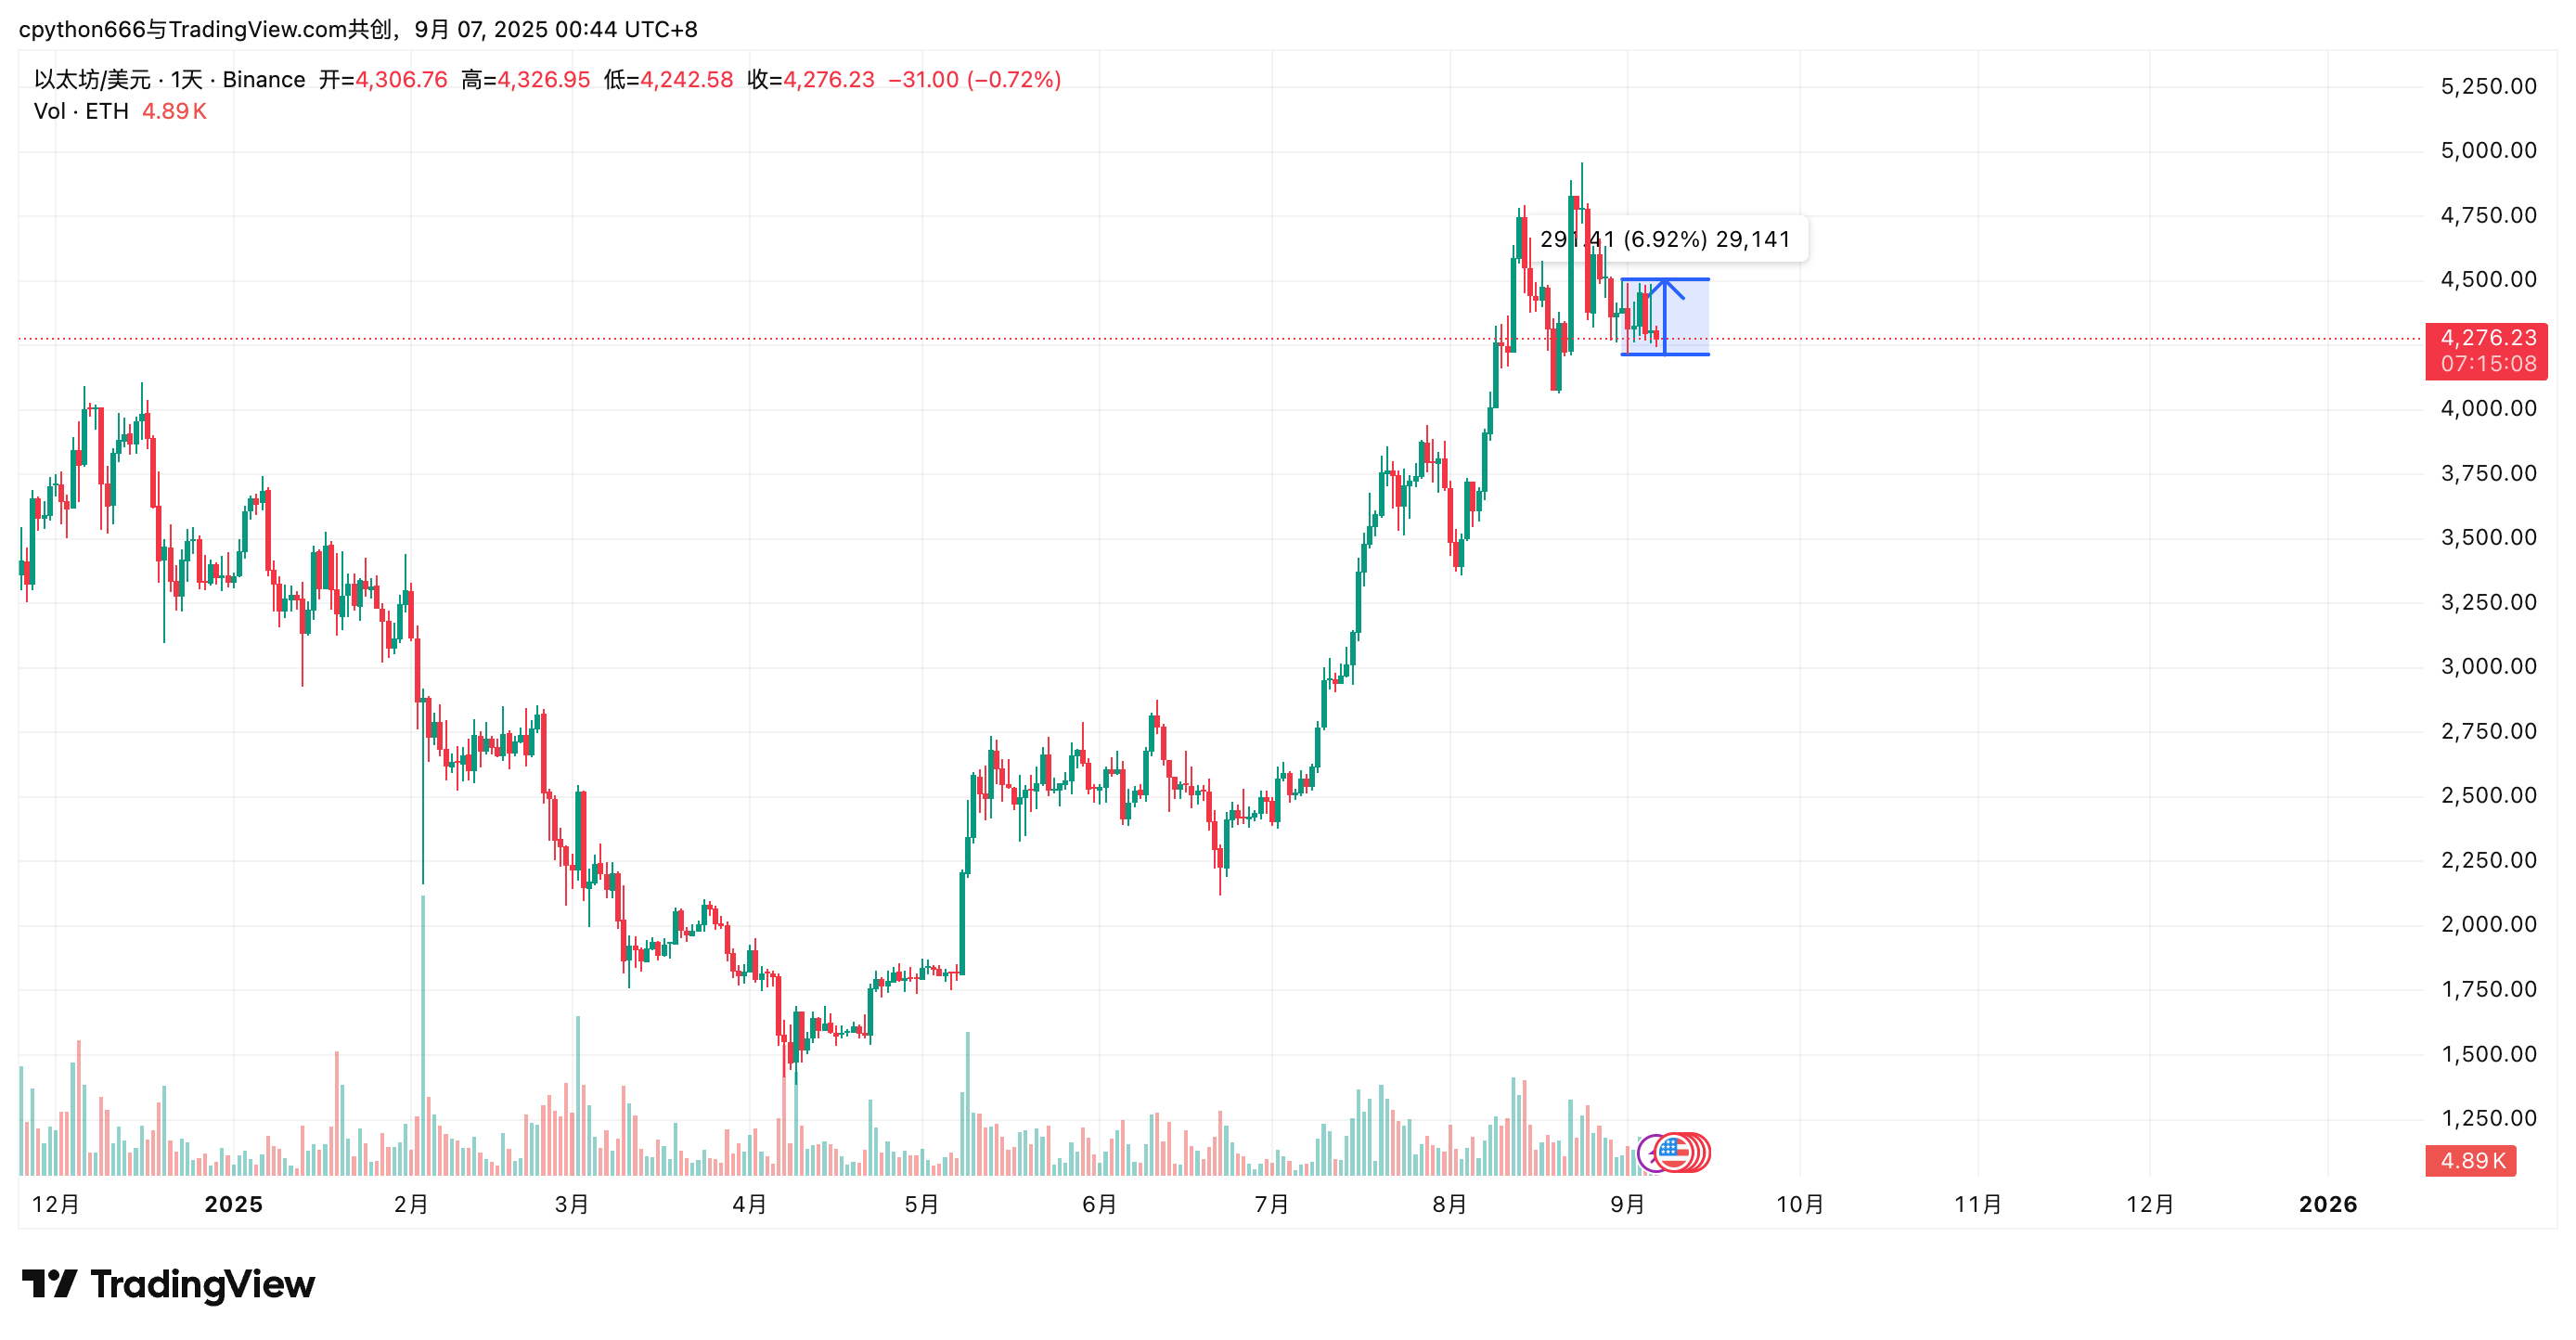 cpython666与TradingView.com共创，9月 07, 2025 00:44 UTC+8
以太坊/美元 · 1天 · Binance 开=4,306.76 高=4,326.95 低=4,242.58 收=4,276.23 −31.00 (−0.72%)
Vol · ETH 4.89 K
5,250.00
5,000.00
4,750.00
291.41 (6.92%) 29,141
4,500.00
4,276.23
07:15:08
4,000.00
3,750.00
3,500.00
3,250.00
3,000.00
2,750.00
2,500.00
2,250.00
2,000.00
1,750.00
1,500.00
1,250.00
4.89 K
12月 2025 2月 3月 4月 5月 6月 7月 8月 9月 10月 11月 12月 2026
TradingView